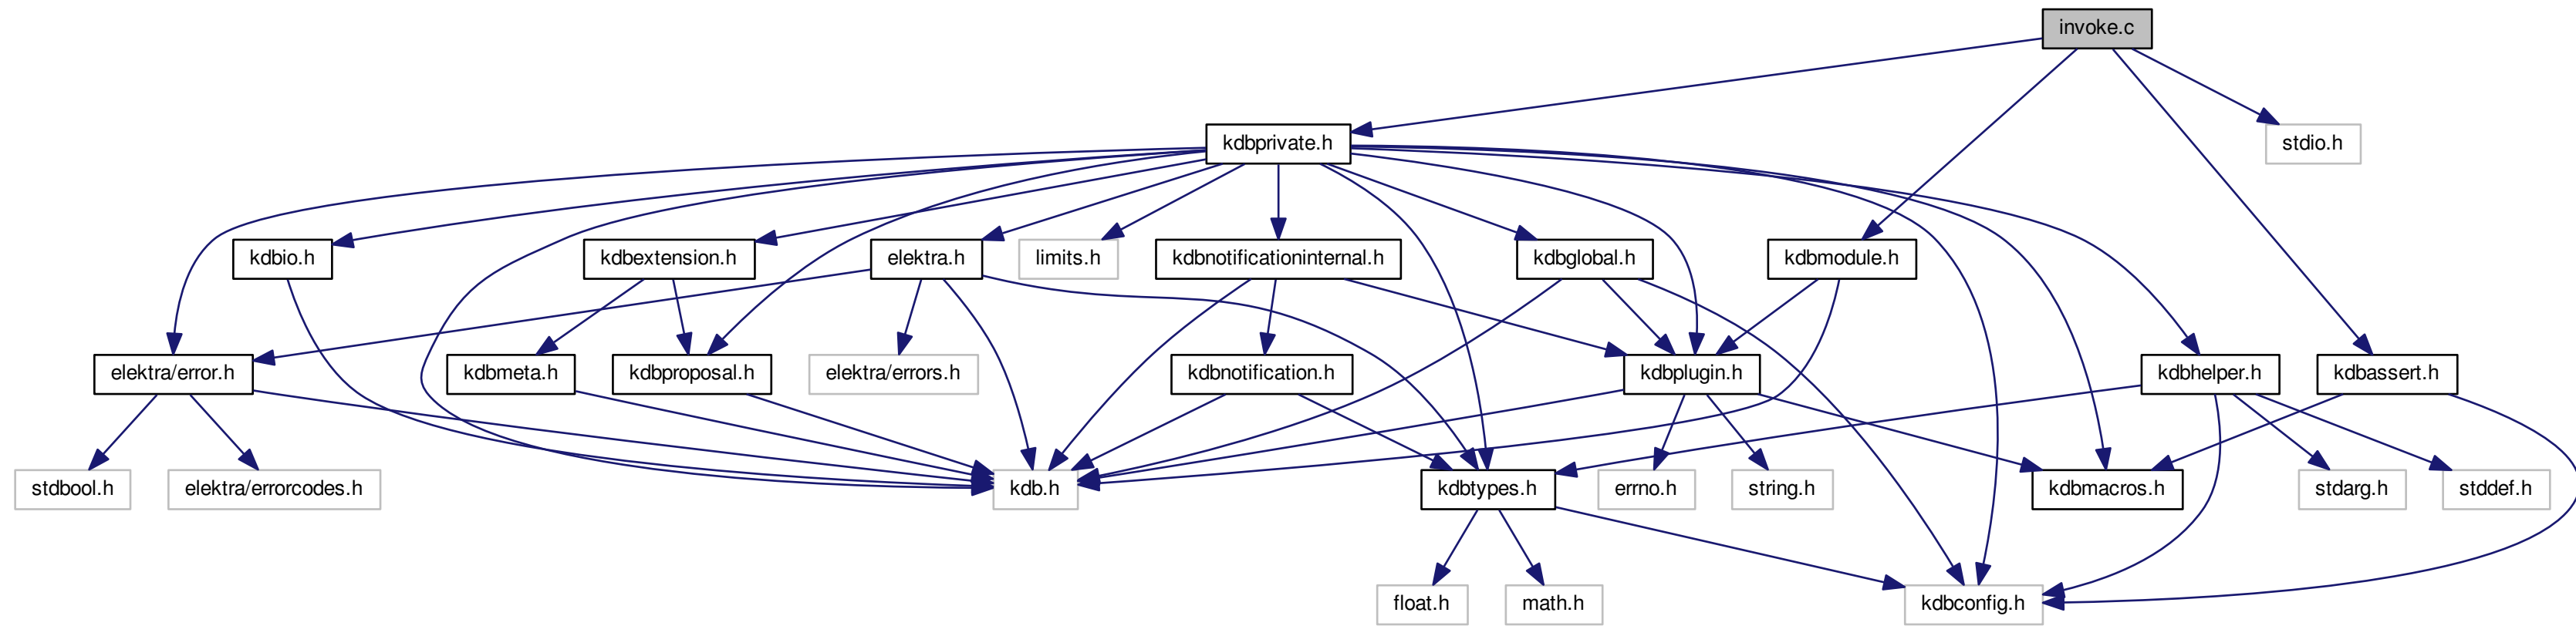 invoke.c
kdbprivate.h
stdio.h
kdbio.h
kdbextension.h
elektra.h
limits.h
kdbnotificationinternal.h
kdbglobal.h
kdbmodule.h
elektra/error.h
kdbmeta.h
kdbproposal.h
elektra/errors.h
kdbnotification.h
kdbplugin.h
kdbhelper.h
kdbassert.h
stdbool.h
elektra/errorcodes.h
kdb.h
kdbtypes.h
errno.h
string.h
kdbmacros.h
stdarg.h
stddef.h
float.h
math.h
kdbconfig.h